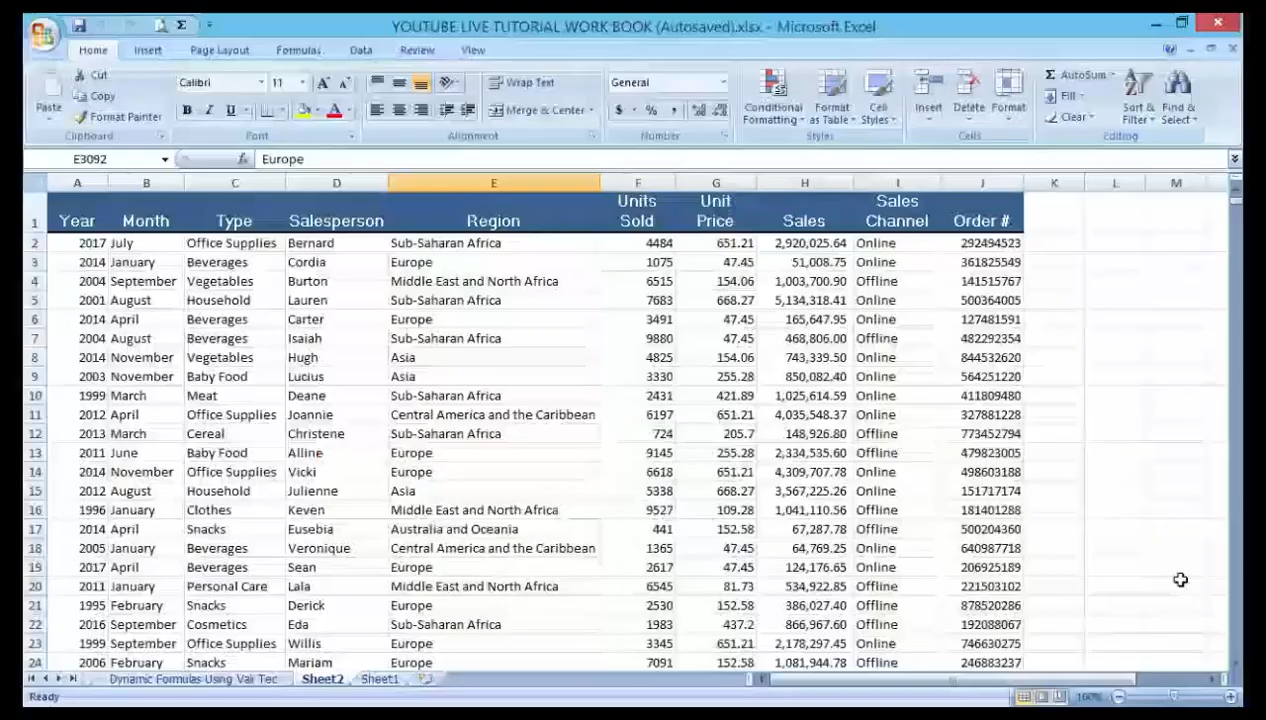 YOUTUBE LIVE TUTORIAL WORK BOOK (Autosaved).xlsx - Microsoft Excel
Home Insert Page Layout Formulas Data Review View
Cut Calibri 11 Wrap Text General AutoSum
Paste Copy Conditional Formatting Format as Table Cell Styles Insert Delete Format Fill Sort & Filter Find & Select
Format Painter B I U Merge & Center $ % , Clear
Clipboard Font Alignment Number Styles Cells Editing
E3092 fx Europe
A B C D E F G H I J K L M
1 Year Month Type Salesperson Region Units Sold Unit Price Sales Sales Channel Order #
2 2017 July Office Supplies Bernard Sub-Saharan Africa 4484 651.21 2,920,025.64 Online 292494523
3 2014 January Beverages Cordia Europe 1075 47.45 51,008.75 Online 361825549
4 2004 September Vegetables Burton Middle East and North Africa 6515 154.06 1,003,700.90 Offline 141515767
5 2001 August Household Lauren Sub-Saharan Africa 7683 668.27 5,134,318.41 Online 500364005
6 2014 April Beverages Carter Europe 3491 47.45 165,647.95 Online 127481591
7 2004 August Beverages Isaiah Sub-Saharan Africa 9880 47.45 468,806.00 Offline 482292354
8 2014 November Vegetables Hugh Asia 4825 154.06 743,339.50 Online 844532620
9 2003 November Baby Food Lucius Asia 3330 255.28 850,082.40 Online 564251220
10 1999 March Meat Deane Sub-Saharan Africa 2431 421.89 1,025,614.59 Online 411809480
11 2012 April Office Supplies Joannie Central America and the Caribbean 6197 651.21 4,035,548.37 Online 327881228
12 2013 March Cereal Christene Sub-Saharan Africa 724 205.7 148,926.80 Offline 773452794
13 2011 June Baby Food Alline Europe 9145 255.28 2,334,535.60 Offline 479823005
14 2014 November Office Supplies Vicki Europe 6618 651.21 4,309,707.78 Online 498603188
15 2012 August Household Julienne Asia 5338 668.27 3,567,225.26 Online 151717174
16 1996 January Clothes Keven Middle East and North Africa 9527 109.28 1,041,110.56 Offline 181401288
17 2014 April Snacks Eusebia Australia and Oceania 441 152.58 67,287.78 Offline 500204360
18 2005 January Beverages Veronique Central America and the Caribbean 1365 47.45 64,769.25 Online 640987718
19 2017 April Beverages Sean Europe 2617 47.45 124,176.65 Online 206925189
20 2011 January Personal Care Lala Middle East and North Africa 6545 81.73 534,922.85 Offline 221503102
21 1995 February Snacks Derick Europe 2530 152.58 386,027.40 Offline 878520286
22 2016 September Cosmetics Eda Sub-Saharan Africa 1983 437.2 866,967.60 Offline 192088067
23 1999 September Office Supplies Willis Europe 3345 651.21 2,178,297.45 Online 746630275
24 2006 February Snacks Mariam Europe 7091 152.58 1,081,944.78 Offline 246883237
Dynamic Formulas Using Vali Tec Sheet2 Sheet1
Ready 100%